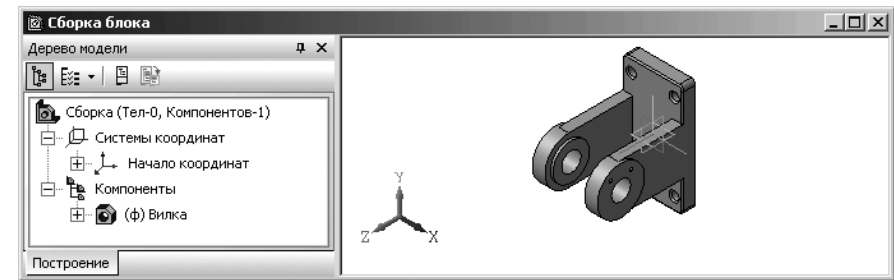 Сборка блока
Дерево модели
Сборка (Тел-0, Компонентов-1)
Системы координат
Начало координат
Компоненты
(ф) Вилка
Построение
Y
Z
X